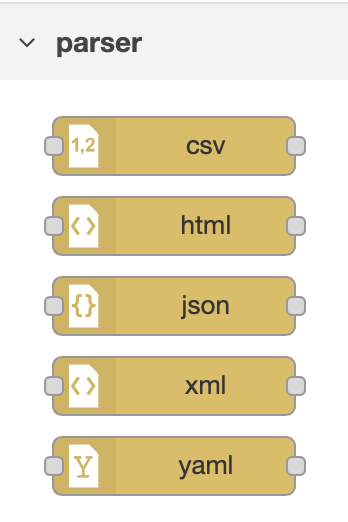 parser
1,2 csv
<> html
{} json
<> xml
Y yaml